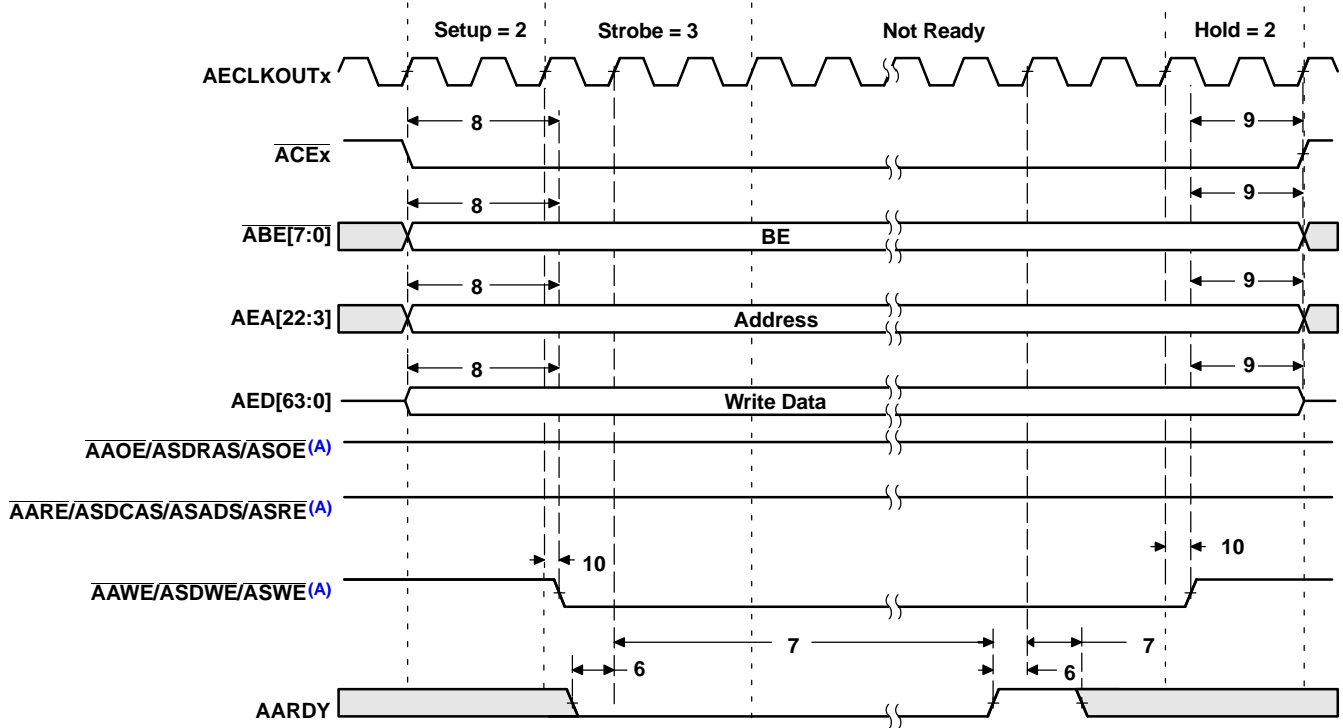 Setup = 2 Strobe = 3 Not Ready Hold = 2
AECLKOUTx
8 9
ACEx
8 9
ABE[7:0] BE
8 9
AEA[22:3] Address
8 9
AED[63:0] Write Data
AAOE/ASDRAS/ASOE(A)
AARE/ASDCAS/ASADS/ASRE(A)
10 10
AAWE/ASDWE/ASWE(A)
7 7
6 6
AARDY